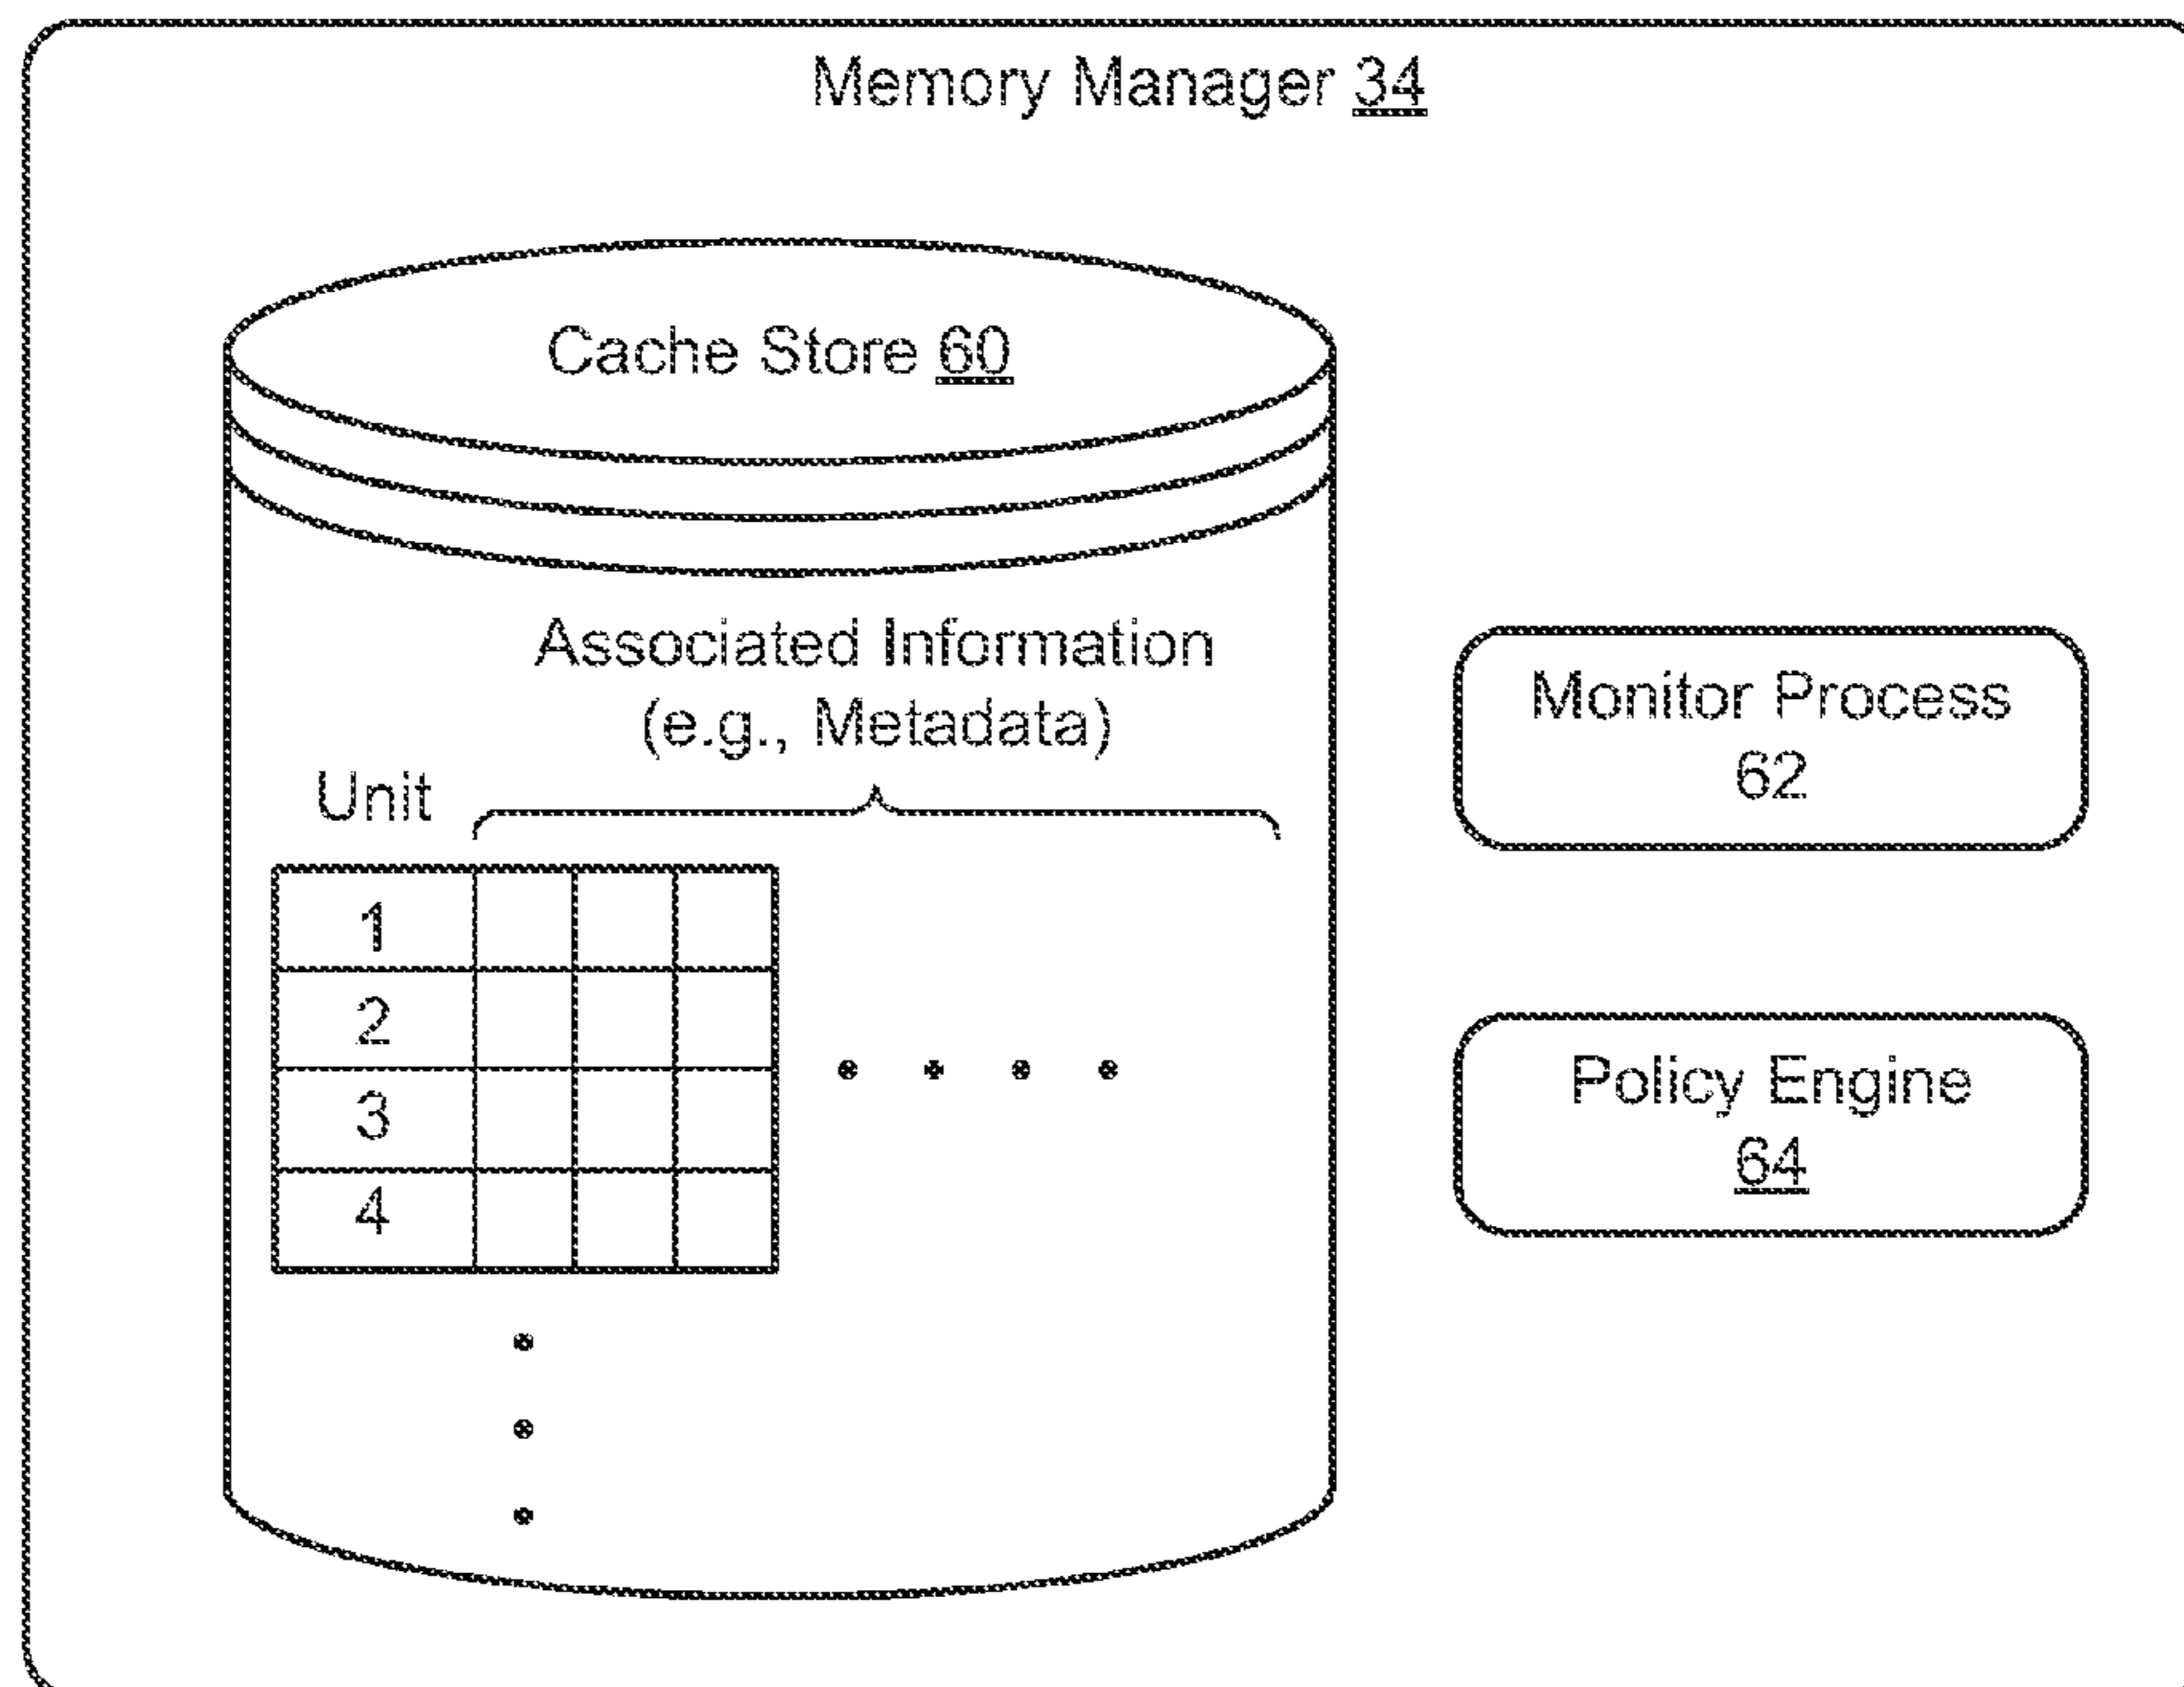 Memory Manager 34
Cache Store 60
Associated Information
(e.g., Metadata)
Unit
1
2
3
4
Monitor Process
62
Policy Engine
64